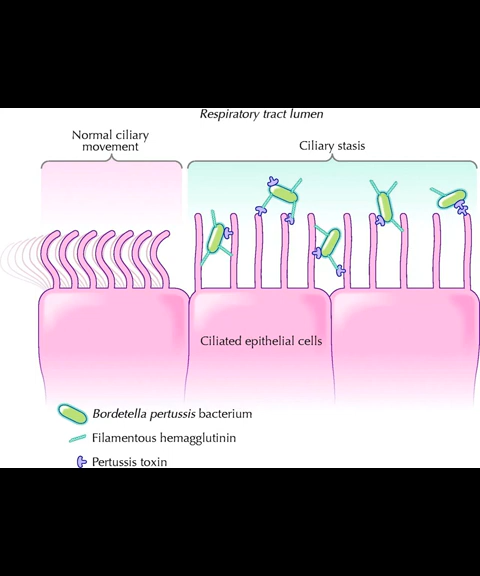 Respiratory tract lumen
Normal ciliary
movement
Ciliary stasis
Ciliated epithelial cells
Bordetella pertussis bacterium
Filamentous hemagglutinin
Pertussis toxin